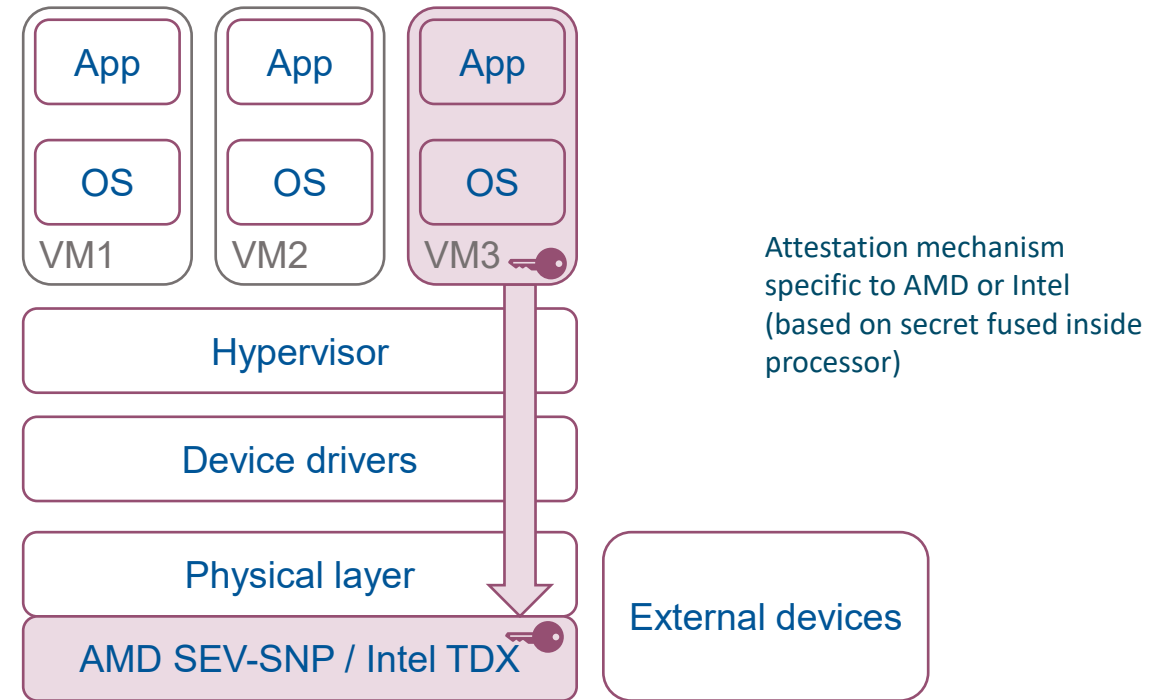 App
App
App
OS
OS
OS
VM1
VM2
VM3
Attestation mechanism
specific to AMD or Intel
(based on secret fused inside
processor)
Hypervisor
Device drivers
Physical layer
External devices
AMD SEV-SNP / Intel TDX